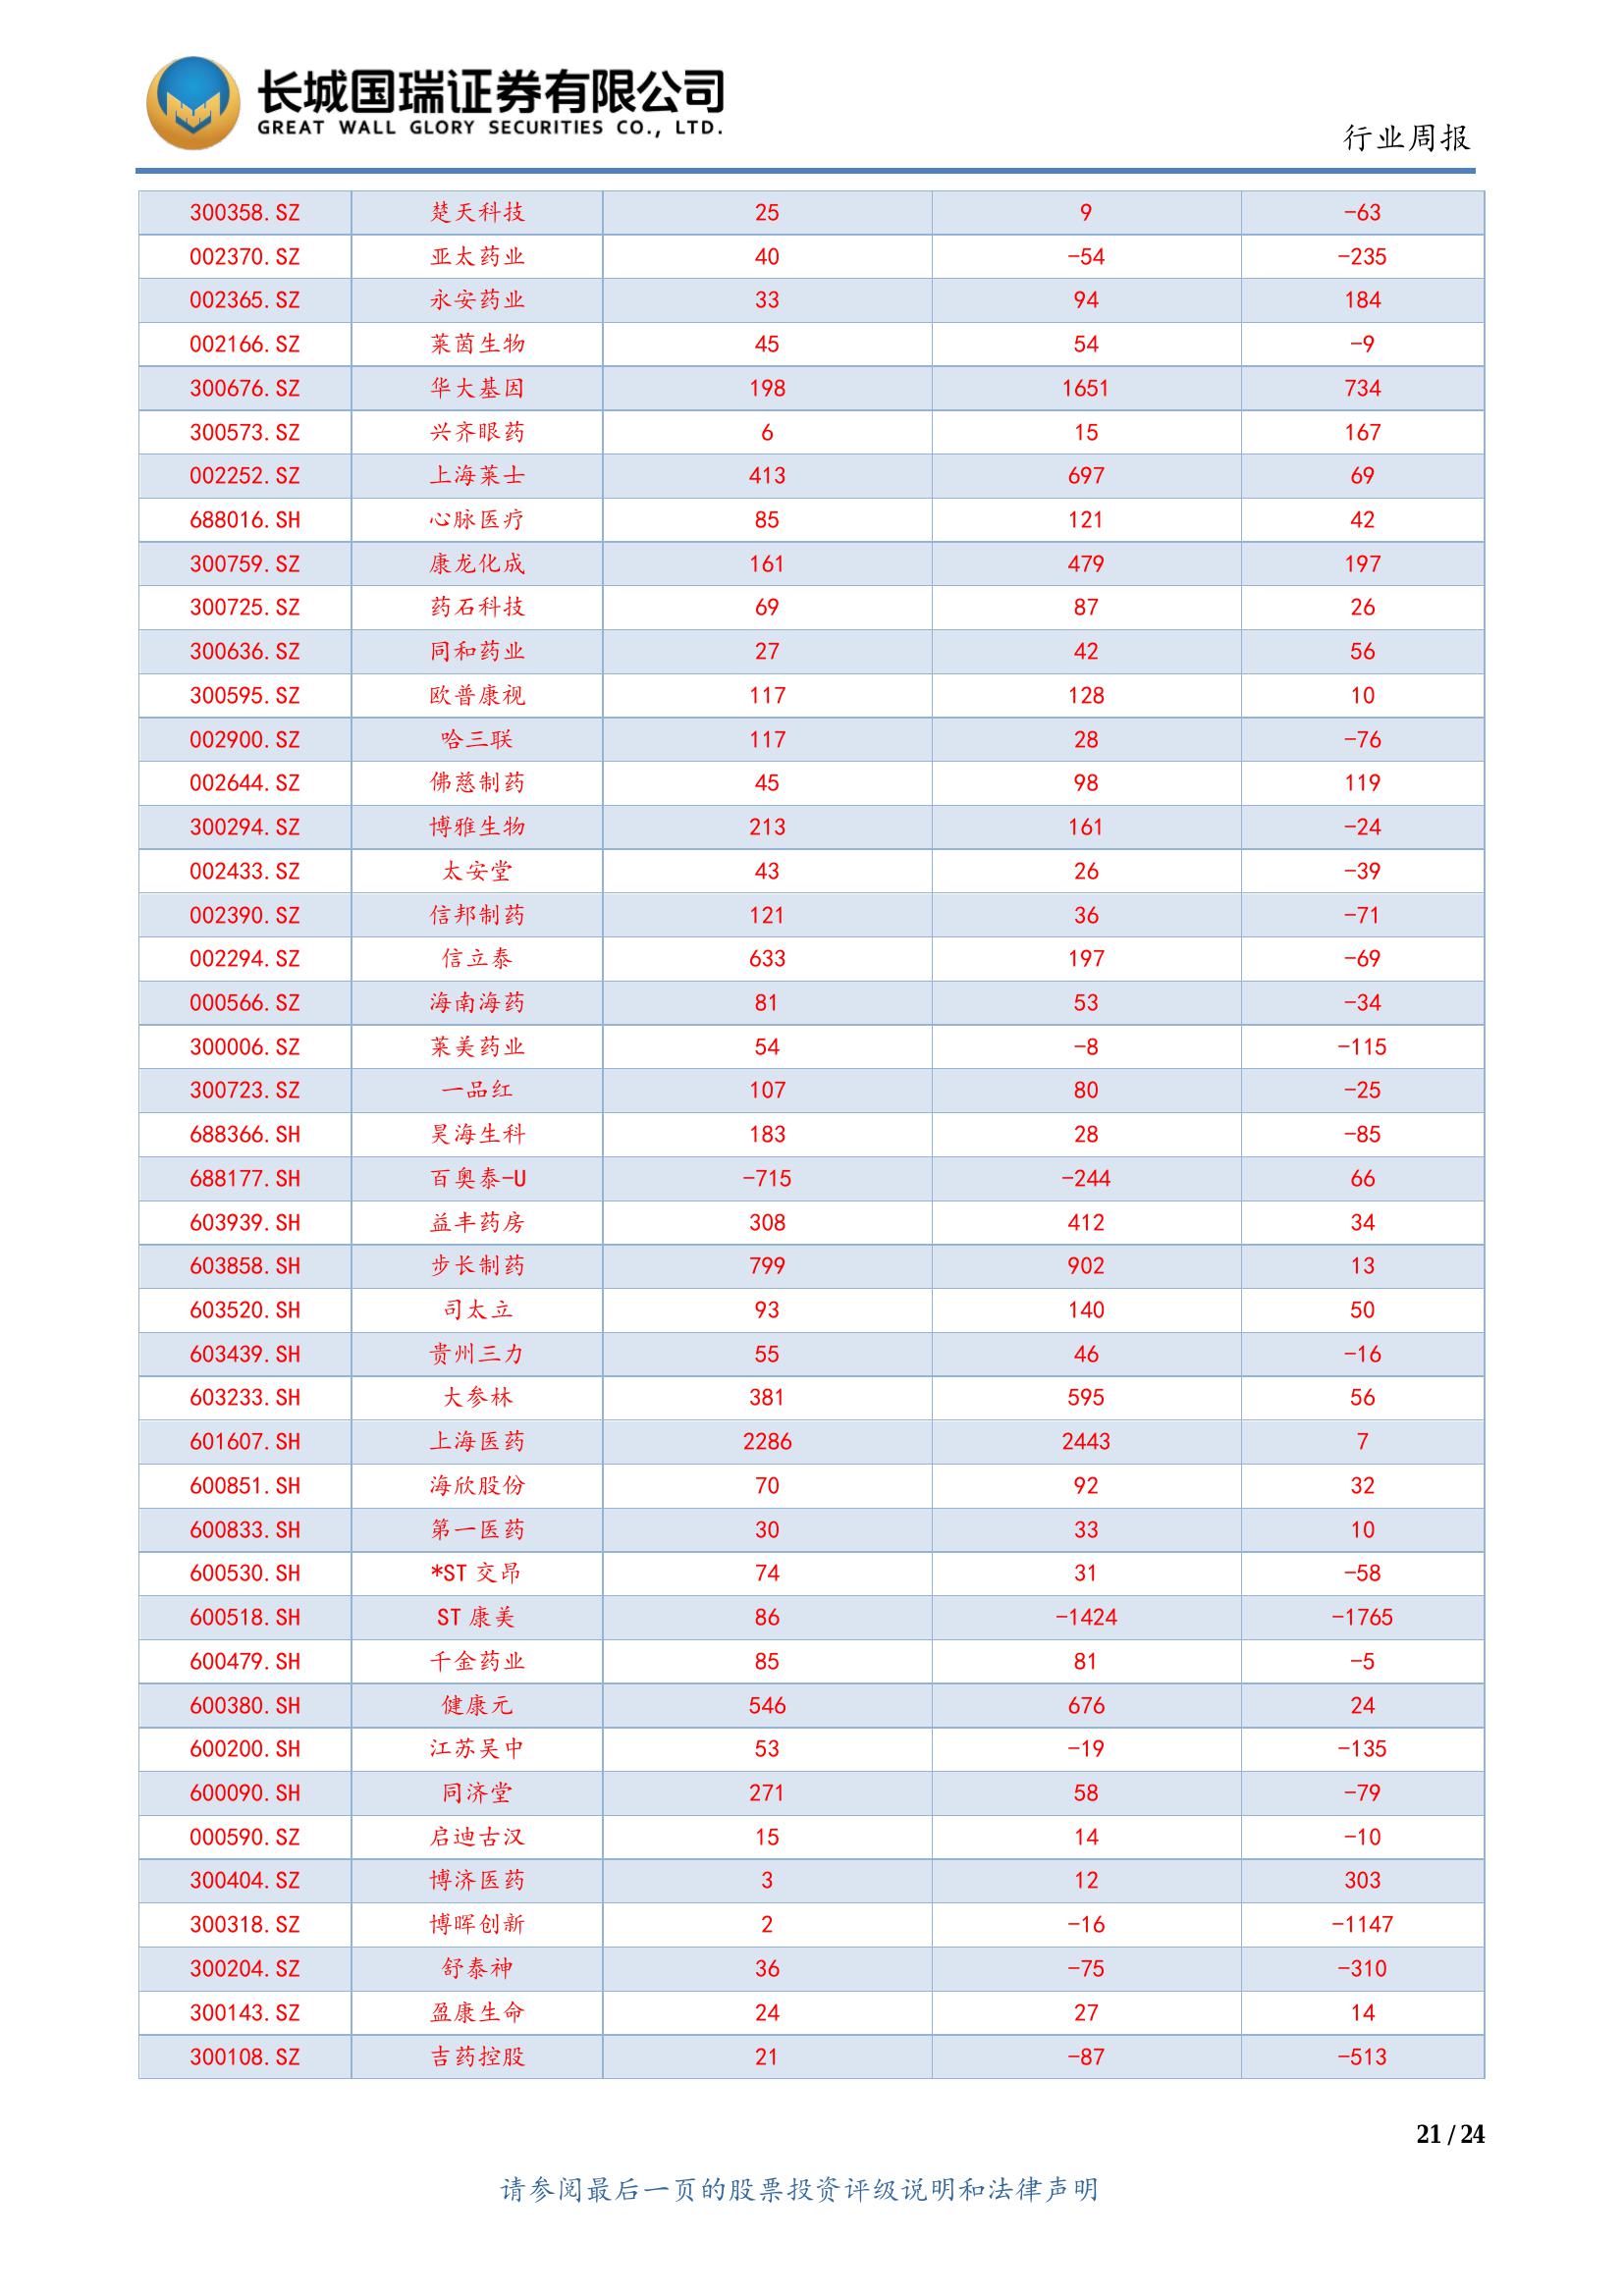 长城国瑞证券有限公司
GREAT WALL GLORY SECURITIES CO., LTD.
行业周报
300358.SZ 楚天科技 25 9 -63
002370.SZ 亚太药业 40 -54 -235
002365.SZ 永安药业 33 94 184
002166.SZ 莱茵生物 45 54 -9
300676.SZ 华大基因 198 1651 734
300573.SZ 兴齐眼药 6 15 167
002252.SZ 上海莱士 413 697 69
688016.SH 心脉医疗 85 121 42
300759.SZ 康龙化成 161 479 197
300725.SZ 药石科技 69 87 26
300636.SZ 同和药业 27 42 56
300595.SZ 欧普康视 117 128 10
002900.SZ 哈三联 117 28 -76
002644.SZ 佛慈制药 45 98 119
300294.SZ 博雅生物 213 161 -24
002433.SZ 太安堂 43 26 -39
002390.SZ 信邦制药 121 36 -71
002294.SZ 信立泰 633 197 -69
000566.SZ 海南海药 81 53 -34
300006.SZ 莱美药业 54 -8 -115
300723.SZ 一品红 107 80 -25
688366.SH 昊海生科 183 28 -85
688177.SH 百奥泰-U -715 -244 66
603939.SH 益丰药房 308 412 34
603858.SH 步长制药 799 902 13
603520.SH 司太立 93 140 50
603439.SH 贵州三力 55 46 -16
603233.SH 大参林 381 595 56
601607.SH 上海医药 2286 2443 7
600851.SH 海欣股份 70 92 32
600833.SH 第一医药 30 33 10
600530.SH *ST 交昂 74 31 -58
600518.SH ST 康美 86 -1424 -1765
600479.SH 千金药业 85 81 -5
600380.SH 健康元 546 676 24
600200.SH 江苏吴中 53 -19 -135
600090.SH 同济堂 271 58 -79
000590.SZ 启迪古汉 15 14 -10
300404.SZ 博济医药 3 12 303
300318.SZ 博晖创新 2 -16 -1147
300204.SZ 舒泰神 36 -75 -310
300143.SZ 盈康生命 24 27 14
300108.SZ 吉药控股 21 -87 -513
21 / 24
请参阅最后一页的股票投资评级说明和法律声明